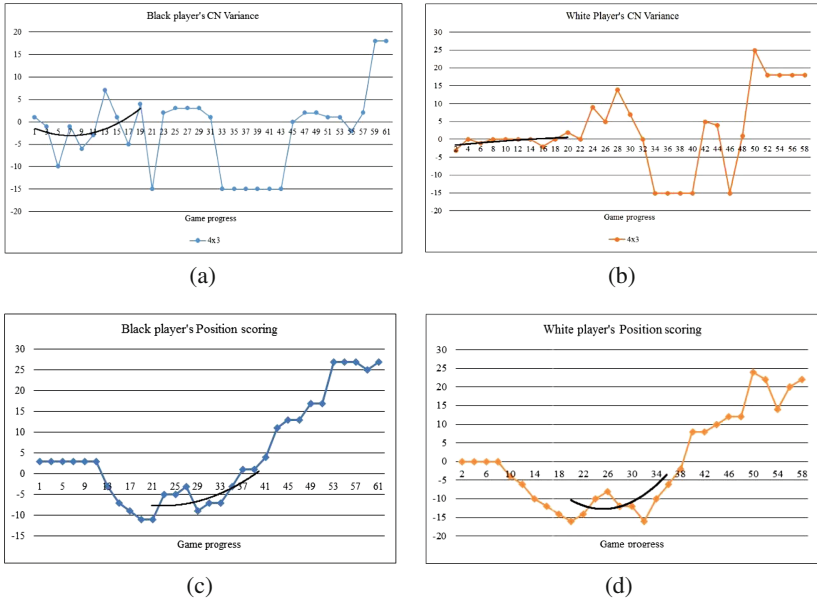 Black player's CN Variance
20
15
10
5
0
-5
-10
-15
-20
1 3 5 7 9 11 13 15 17 19 21 23 25 27 29 31 33 35 37 39 41 43 45 47 49 51 53 55 57 59 61
Game progress
4x3
(a)
White Player's CN Variance
30
25
20
15
10
5
0
-5
-10
-15
-20
2 4 6 8 10 12 14 16 18 20 22 24 26 28 30 32 34 36 38 40 42 44 46 48 50 52 54 56 58
Game progress
4x3
(b)
Black player's Position scoring
30
25
20
15
10
5
0
-5
-10
-15
1 5 9 13 17 21 25 29 33 37 41 45 49 53 57 61
Game progress
(c)
White player's Position scoring
30
25
20
15
10
5
0
-5
-10
-15
-20
2 6 10 14 18 22 26 30 34 38 42 46 50 54 58
Game progress
(d)